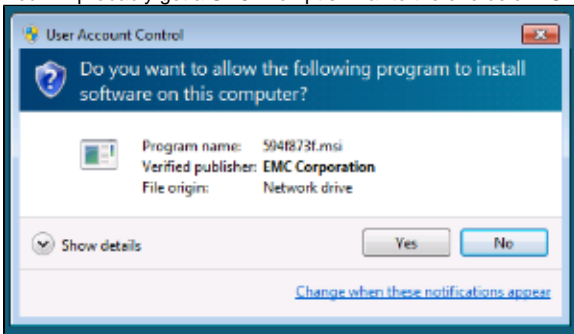 User Account Control
Do you want to allow the following program to install
software on this computer?
Program name: 594f873f.msi
Verified publisher: EMC Corporation
File origin: Network drive
Show details
Yes
No
Change when these notifications appear